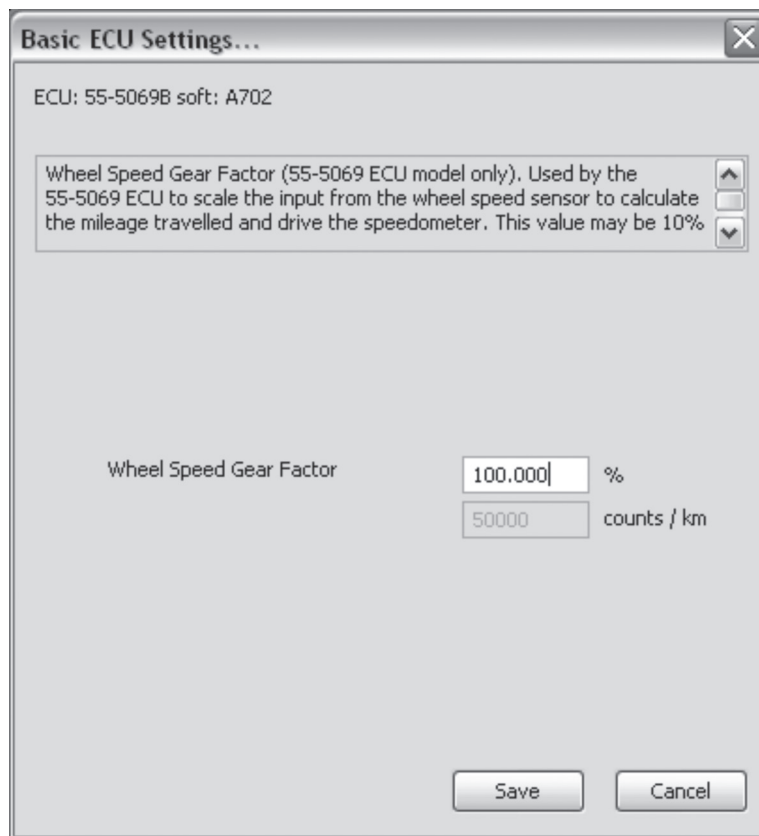 Basic ECU Settings...
ECU: 55-5069B soft: A702
Wheel Speed Gear Factor (55-5069 ECU model only). Used by the
55-5069 ECU to scale the input from the wheel speed sensor to calculate
the mileage travelled and drive the speedometer. This value may be 10%
Wheel Speed Gear Factor 100.000 %
50000 counts / km
Save Cancel